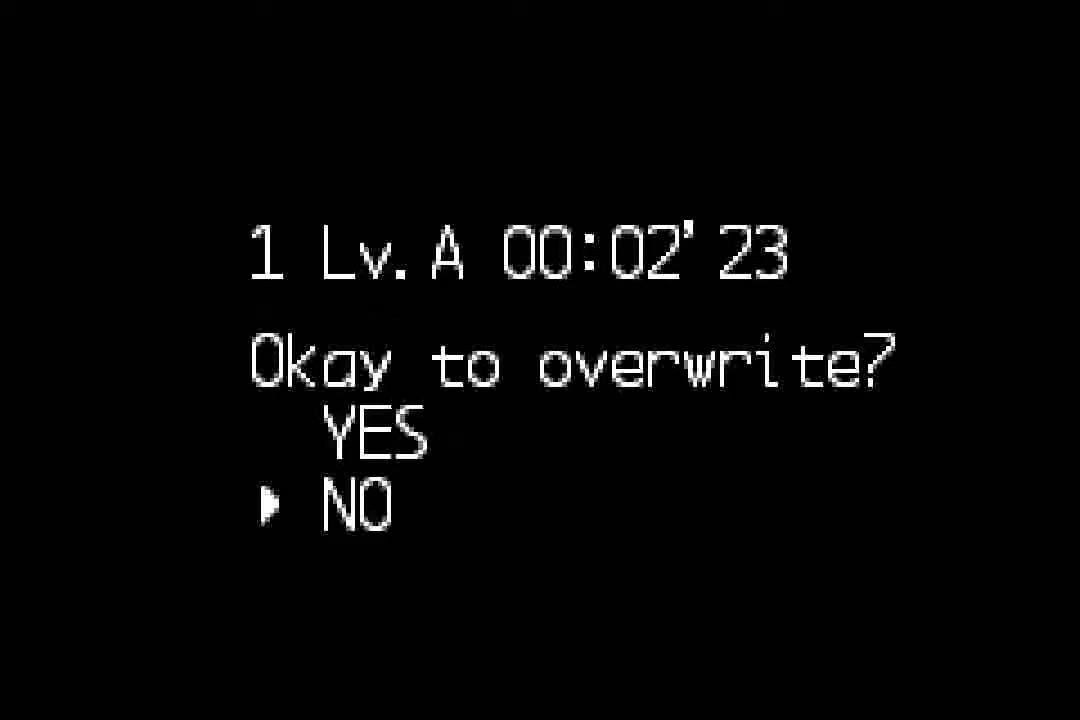 1 Lv.A 00:02'23
Okay to overwrite?
YES
NO